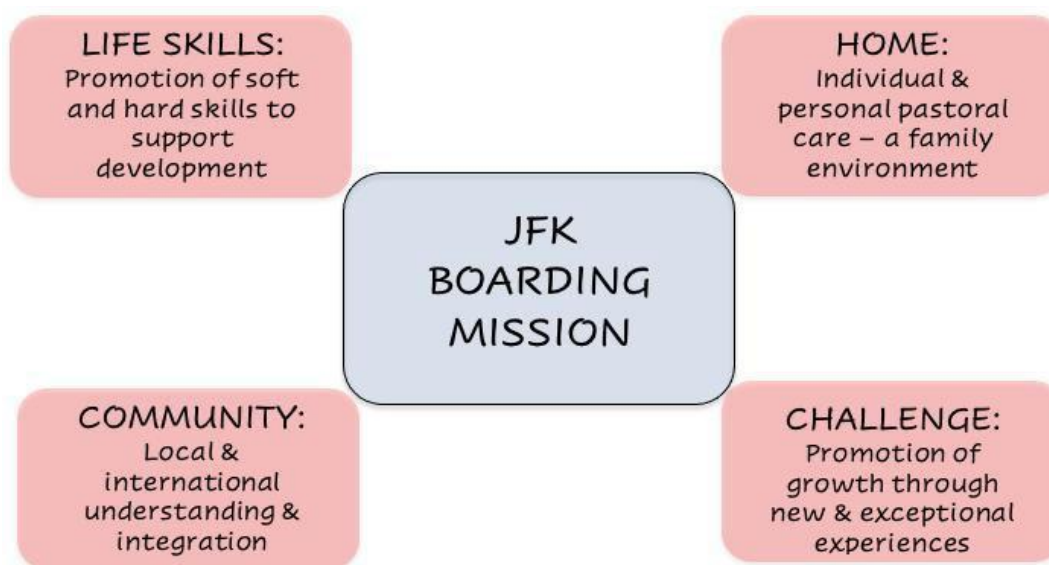 LIFE SKILLS:
Promotion of soft
and hard skills to
support
development
HOME:
Individual &
personal pastoral
care – a family
environment
JFK
BOARDING
MISSION
COMMUNITY:
Local &
international
understanding &
integration
CHALLENGE:
Promotion of
growth through
new & exceptional
experiences